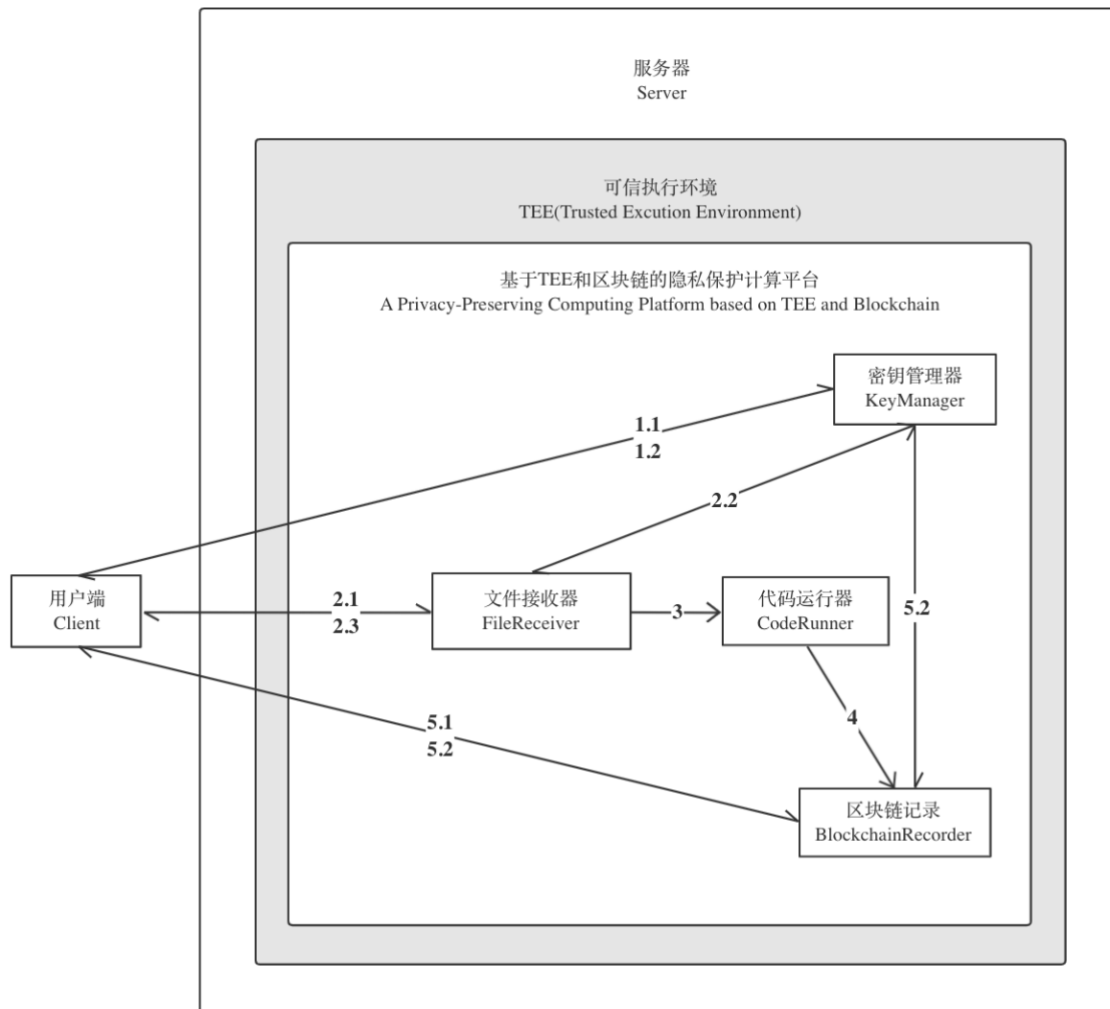 服务器
Server
可信执行环境
TEE(Trusted Excution Environment)
基于TEE和区块链的隐私保护计算平台
A Privacy-Preserving Computing Platform based on TEE and Blockchain
密钥管理器
KeyManager
1.1
1.2
2.2
用户端
Client
2.1
2.3
文件接收器
FileReceiver
3
代码运行器
CodeRunner
5.2
4
5.1
5.2
区块链记录
BlockchainRecorder